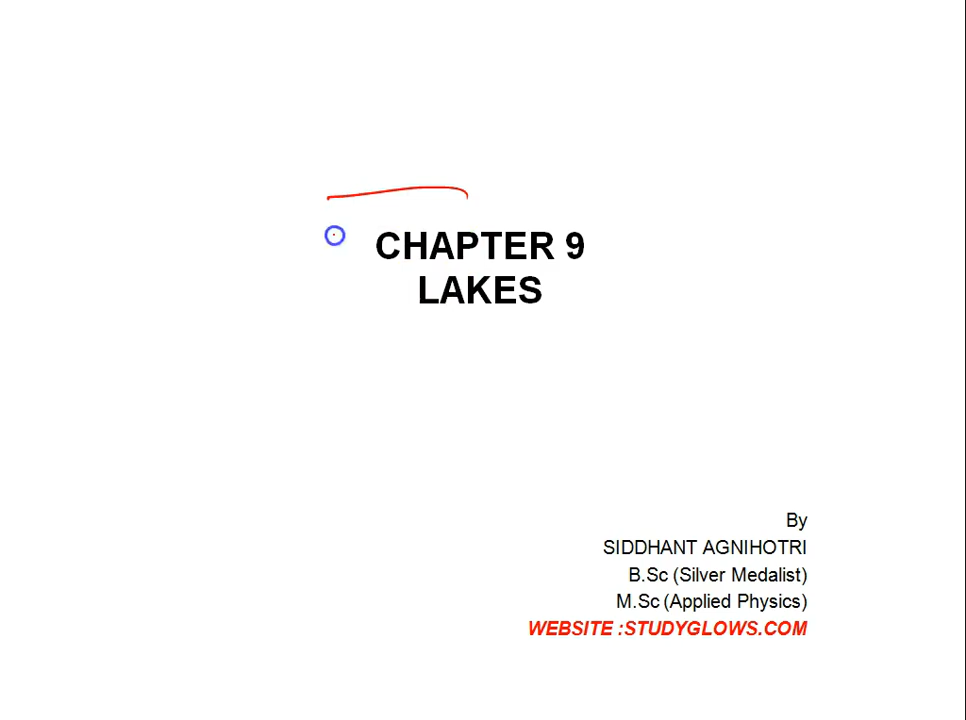 CHAPTER 9
LAKES
By
SIDDHANT AGNIHOTRI
B.Sc (Silver Medalist)
M.Sc (Applied Physics)
WEBSITE :STUDYGLOWS.COM